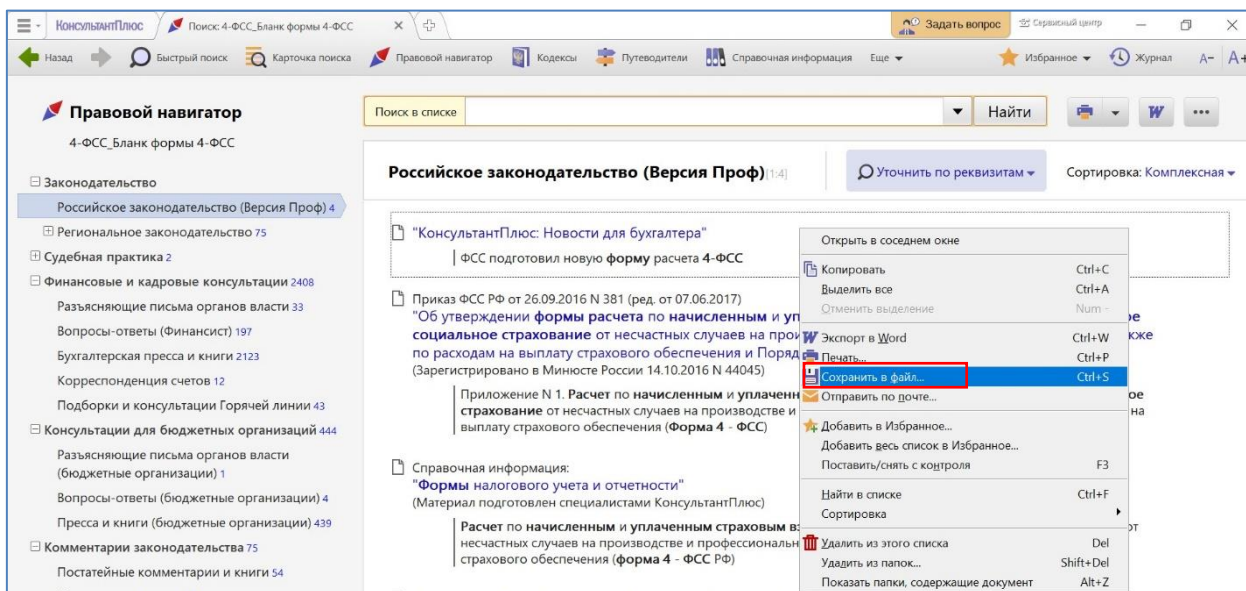 КонсультантПлюс
Поиск: 4-ФСС_Бланк формы 4-ФСС
Задать вопрос
Сервисный центр
Назад
Быстрый поиск
Карточка поиска
Правовой навигатор
Кодексы
Путеводители
Справочная информация
Еще
Избранное
Журнал
A−
A+
Правовой навигатор
4-ФСС_Бланк формы 4-ФСС
Законодательство
Российское законодательство (Версия Проф) 4
Региональное законодательство 75
Судебная практика 2
Финансовые и кадровые консультации 2408
Разъясняющие письма органов власти 33
Вопросы-ответы (Финансист) 197
Бухгалтерская пресса и книги 2123
Корреспонденция счетов 12
Подборки и консультации Горячей линии 43
Консультации для бюджетных организаций 444
Разъясняющие письма органов власти
(бюджетные организации) 1
Вопросы-ответы (бюджетные организации) 4
Пресса и книги (бюджетные организации) 439
Комментарии законодательства 75
Постатейные комментарии и книги 54
Поиск в списке
Найти
Российское законодательство (Версия Проф) [1:4]
Уточнить по реквизитам
Сортировка: Комплексная
"КонсультантПлюс: Новости для бухгалтера"
ФСС подготовил новую форму расчета 4-ФСС
Приказ ФСС РФ от 26.09.2016 N 381 (ред. от 07.06.2017)
"Об утверждении формы расчета по начисленным и уп
социальное страхование от несчастных случаев на прои
по расходам на выплату страхового обеспечения и Поряд
(Зарегистрировано в Минюсте России 14.10.2016 N 44045)
Приложение N 1. Расчет по начисленным и уплаченн
страхование от несчастных случаев на производстве и
на
выплату страхового обеспечения (Форма 4 - ФСС)
Справочная информация:
"Формы налогового учета и отчетности"
(Материал подготовлен специалистами КонсультантПлюс)
Расчет по начисленным и уплаченным страховым вз
несчастных случаев на производстве и профессиональн
страхового обеспечения (форма 4 - ФСС РФ)
Открыть в соседнем окне
Копировать Ctrl+C
Выделить все Ctrl+A
Отменить выделение Num -
Экспорт в Word Ctrl+W
Печать... Ctrl+P
Сохранить в файл... Ctrl+S
Отправить по почте...
Добавить в Избранное...
Добавить весь список в Избранное...
Поставить/снять с контроля F3
Найти в списке Ctrl+F
Сортировка
Удалить из этого списка Del
Удалить из папок... Shift+Del
Показать папки, содержащие документ Alt+Z